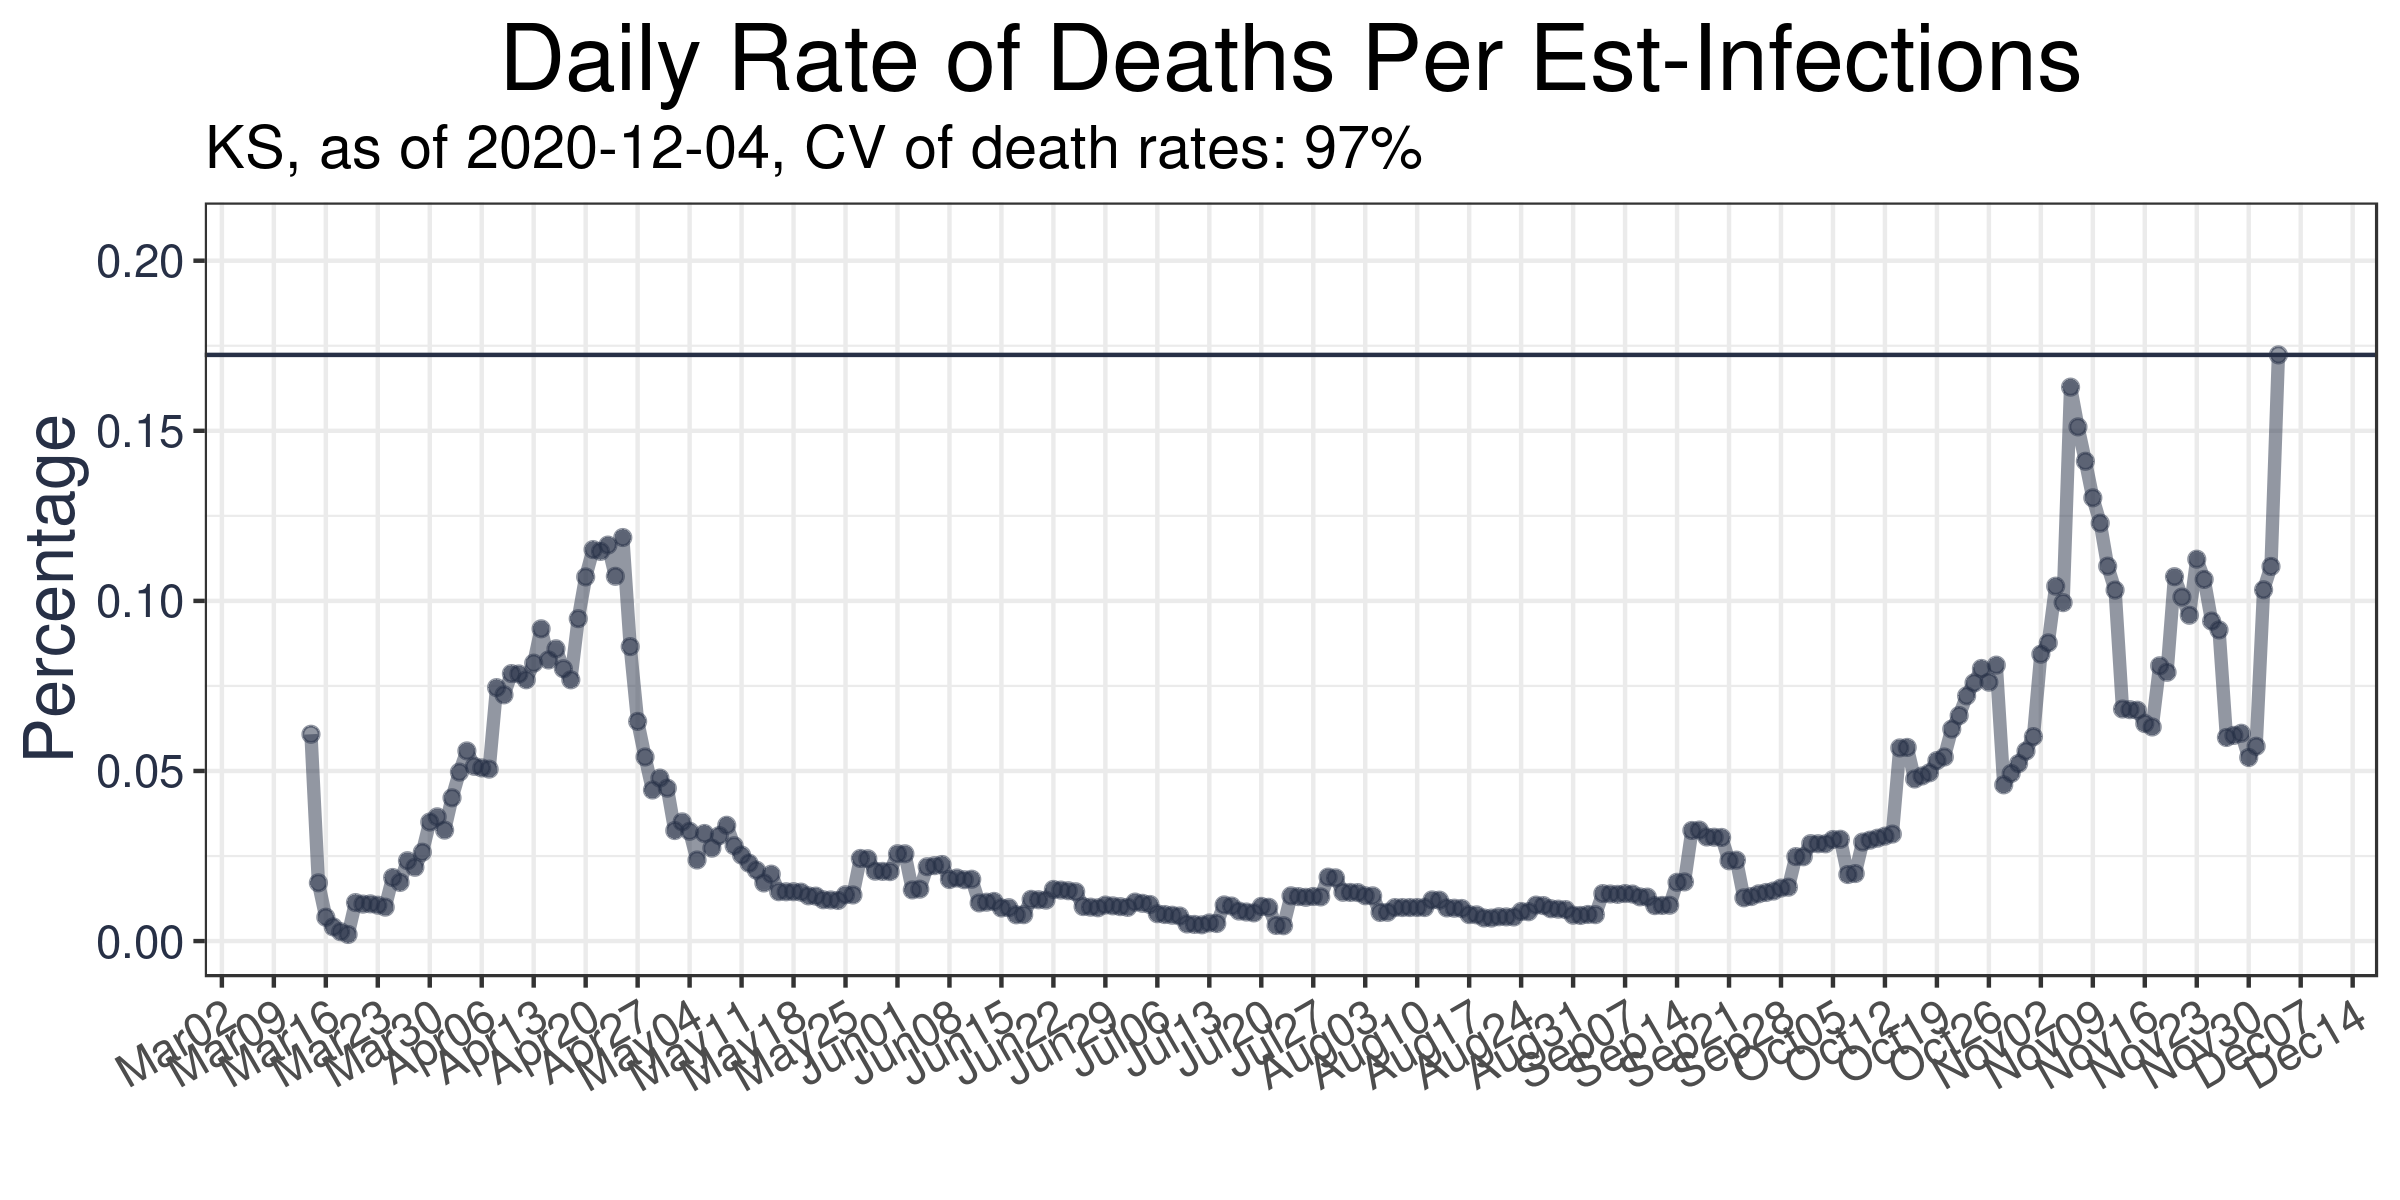 Daily Rate of Deaths Per Est-Infections
KS, as of 2020-12-04, CV of death rates: 97%
Percentage
0.20
0.15
0.10
0.05
0.00
Mar02
Mar09
Mar16
Mar23
Mar30
Apr06
Apr13
Apr20
Apr27
May04
May11
May18
May25
Jun01
Jun08
Jun15
Jun22
Jun29
Jul06
Jul13
Jul20
Jul27
Aug03
Aug10
Aug17
Aug24
Aug31
Sep07
Sep14
Sep21
Sep28
Oct05
Oct12
Oct19
Oct26
Nov02
Nov09
Nov16
Nov23
Nov30
Dec07
Dec14